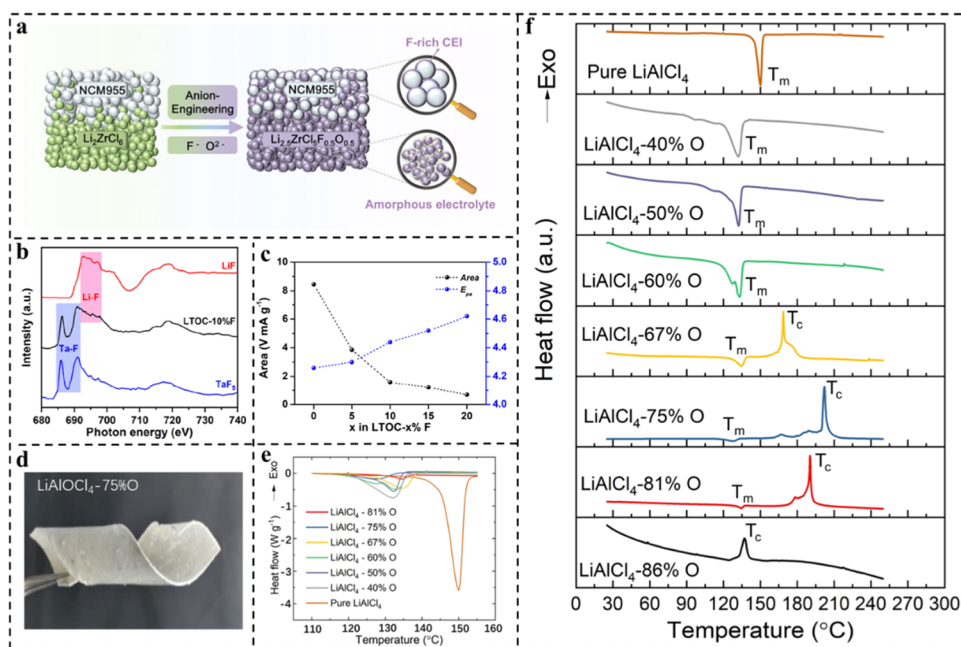 a
F-rich CEI
NCM955
Li2ZrCl6
Anion-
Engineering
F - O2 -
NCM955
Li2.5ZrCl5F0.5O0.5
Amorphous electrolyte
b
Intensity (a.u.)
LiF
Li-F
LTOC-10%F
Ta-F
TaF5
680 690 700 710 720 730 740
Photon energy (eV)
c
Area (V mA g-1)
10
8
6
4
2
0
Area
Epa
5.0
4.8
4.6
4.4
4.2
4.0
0 5 10 15 20
x in LTOC-x% F
d
LiAlOCl4-75%O
e
Heat flow (W g-1)
Exo
0
-1
-2
-3
-4
LiAlCl4 - 81% O
LiAlCl4 - 75% O
LiAlCl4 - 67% O
LiAlCl4 - 60% O
LiAlCl4 - 50% O
LiAlCl4 - 40% O
Pure LiAlCl4
110 120 130 140 150 155
Temperature (°C)
f
Heat flow (a.u.)
Exo
Pure LiAlCl4
Tm
LiAlCl4-40% O
Tm
LiAlCl4-50% O
Tm
LiAlCl4-60% O
Tm
LiAlCl4-67% O
Tm
Tc
LiAlCl4-75% O
Tm
Tc
LiAlCl4-81% O
Tm
Tc
LiAlCl4-86% O
Tc
0 30 60 90 120 150 180 210 240 270 300
Temperature (°C)